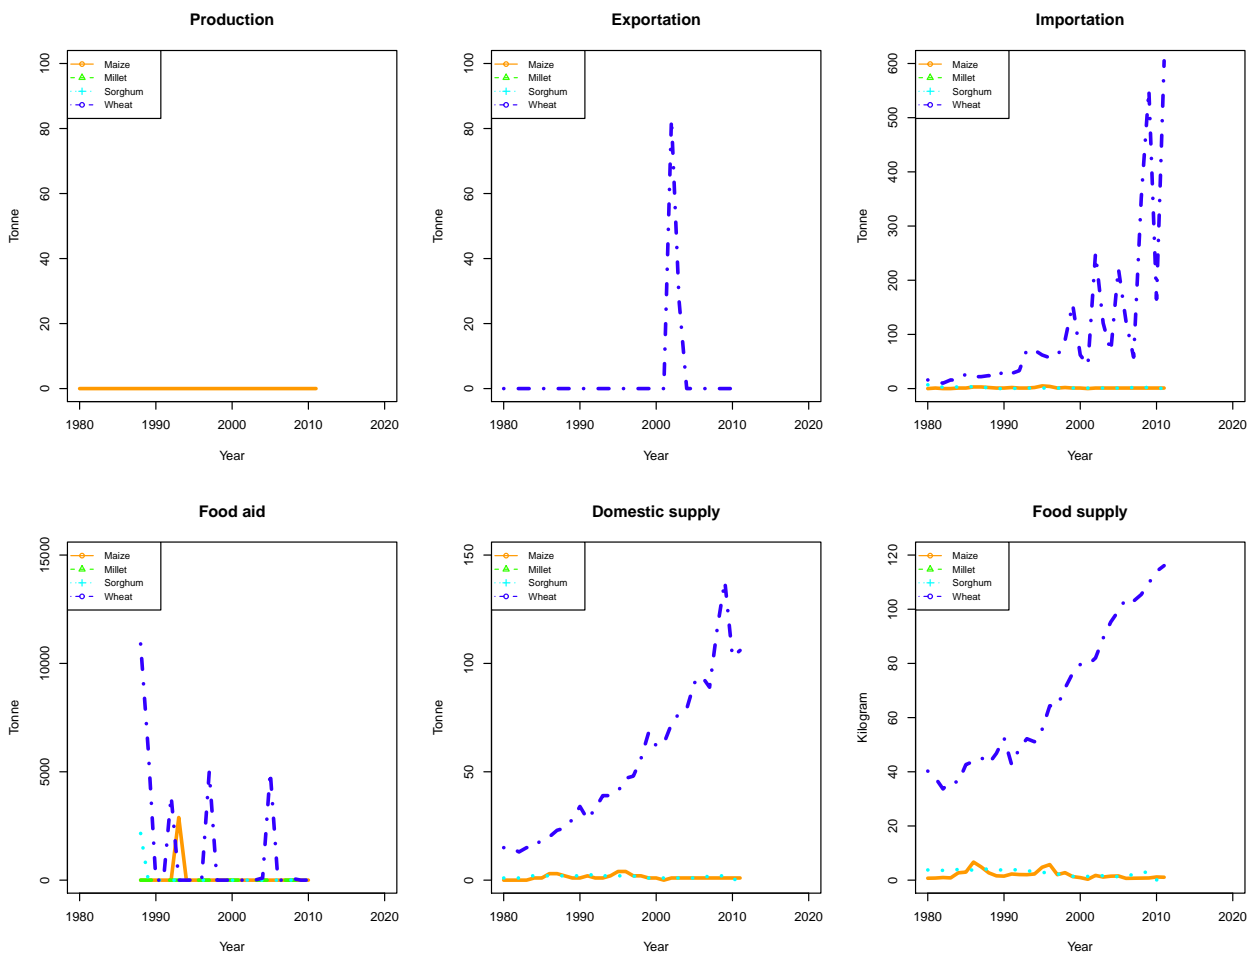 Production
Maize
Millet
Sorghum
Wheat
Tonne
100
80
60
40
20
0
1980 1990 2000 2010 2020
Year
Exportation
Maize
Millet
Sorghum
Wheat
Tonne
100
80
60
40
20
0
1980 1990 2000 2010 2020
Year
Importation
Maize
Millet
Sorghum
Wheat
Tonne
600
500
400
300
200
100
0
1980 1990 2000 2010 2020
Year
Food aid
Maize
Millet
Sorghum
Wheat
Tonne
15000
10000
5000
0
1980 1990 2000 2010 2020
Year
Domestic supply
Maize
Millet
Sorghum
Wheat
Tonne
150
100
50
0
1980 1990 2000 2010 2020
Year
Food supply
Maize
Millet
Sorghum
Wheat
Kilogram
120
100
80
60
40
20
0
1980 1990 2000 2010 2020
Year